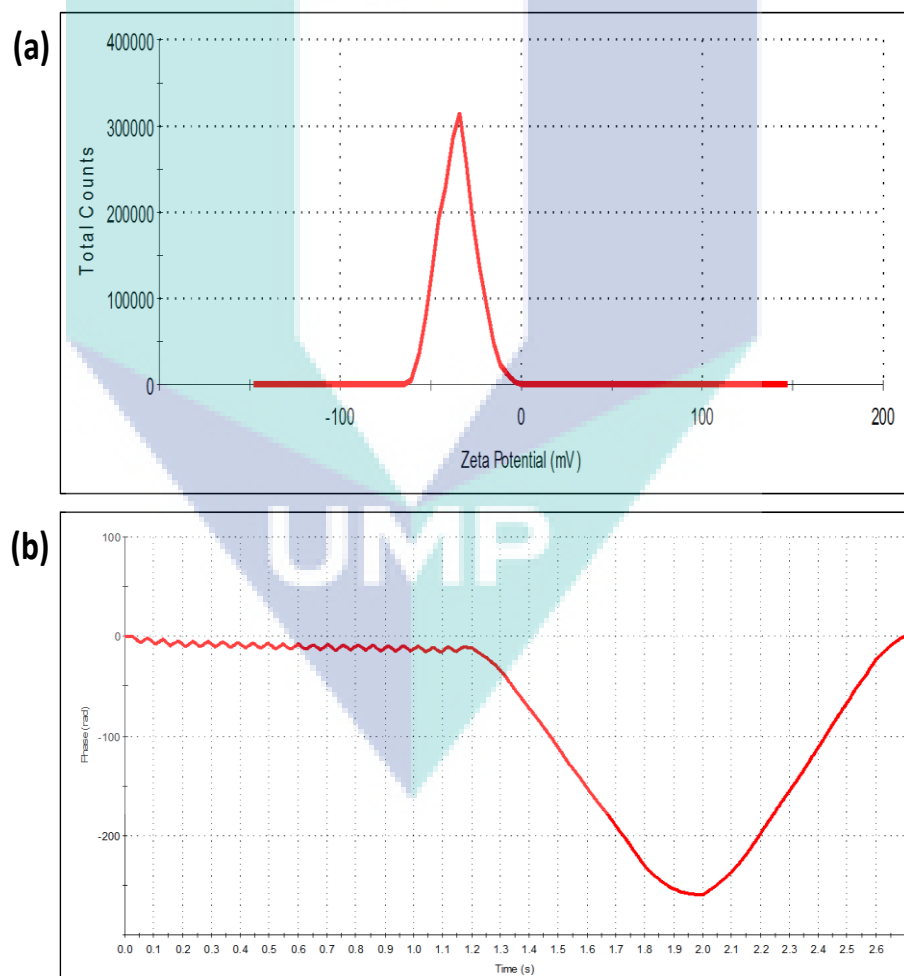 (a)
Total Counts
400000
300000
200000
100000
0
-100 0 100 200
Zeta Potential (mV)
UMP
(b)
Phase (rad)
100
0
-100
-200
0.0 0.1 0.2 0.3 0.4 0.5 0.6 0.7 0.8 0.9 1.0 1.1 1.2 1.3 1.4 1.5 1.6 1.7 1.8 1.9 2.0 2.1 2.2 2.3 2.4 2.5 2.6
Time (s)